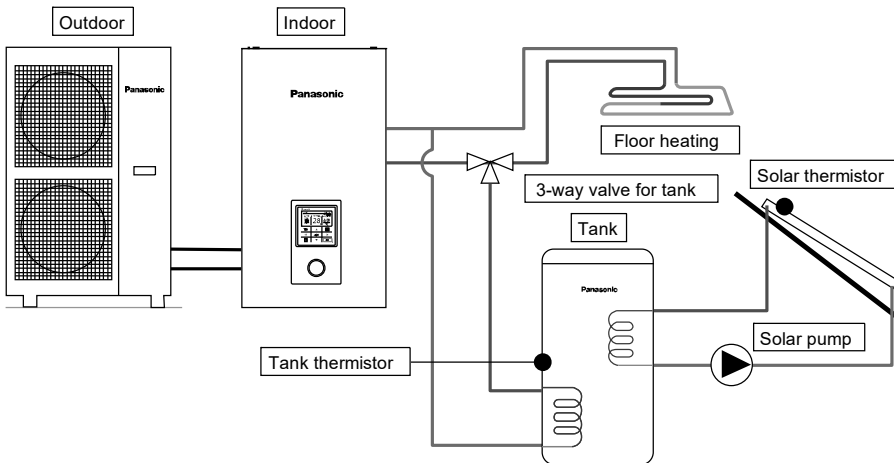 Outdoor
Indoor
Panasonic
Panasonic
Floor heating
Solar thermistor
3-way valve for tank
Tank
Panasonic
28
Solar pump
Tank thermistor